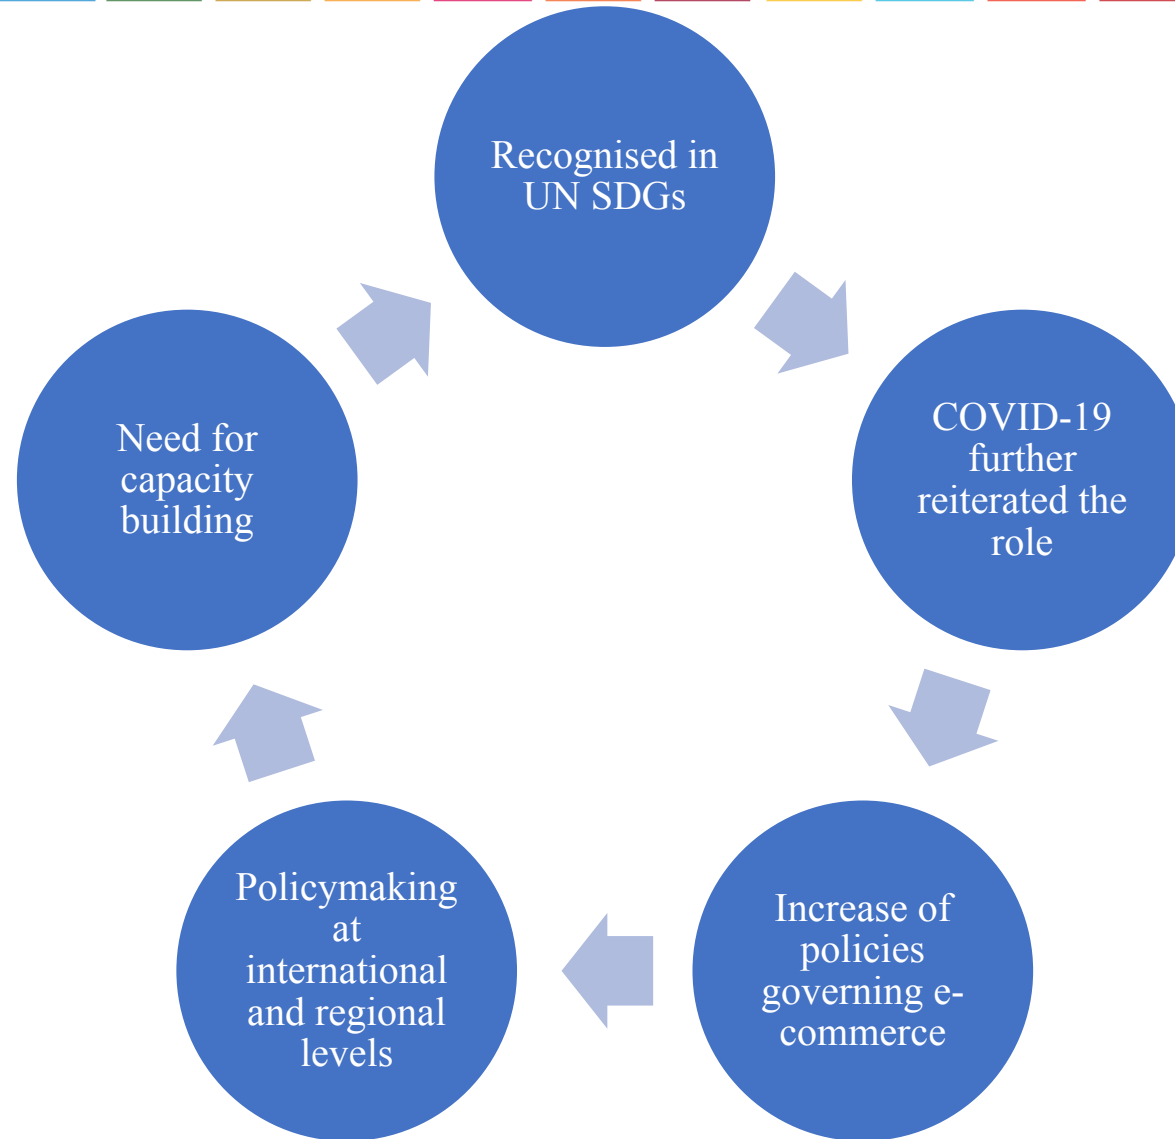 Recognised in
UN SDGs
COVID-19
further
reiterated the
role
Increase of
policies
governing e-
commerce
Policymaking
at
international
and regional
levels
Need for
capacity
building